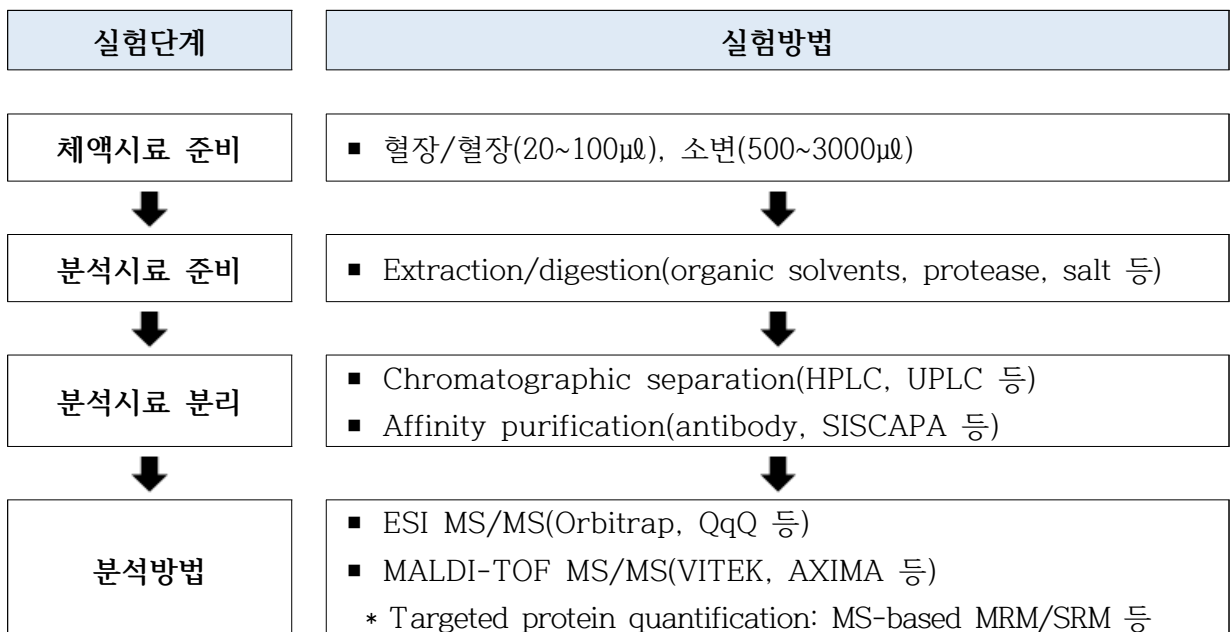 실험단계
실험방법
체액시료 준비
▪ 혈장/혈장(20~100㎕), 소변(500~3000㎕)
분석시료 준비
▪ Extraction/digestion(organic solvents, protease, salt 등)
분석시료 분리
▪ Chromatographic separation(HPLC, UPLC 등)
▪ Affinity purification(antibody, SISCAPA 등)
분석방법
▪ ESI MS/MS(Orbitrap, QqQ 등)
▪ MALDI-TOF MS/MS(VITEK, AXIMA 등)
* Targeted protein quantification: MS-based MRM/SRM 등